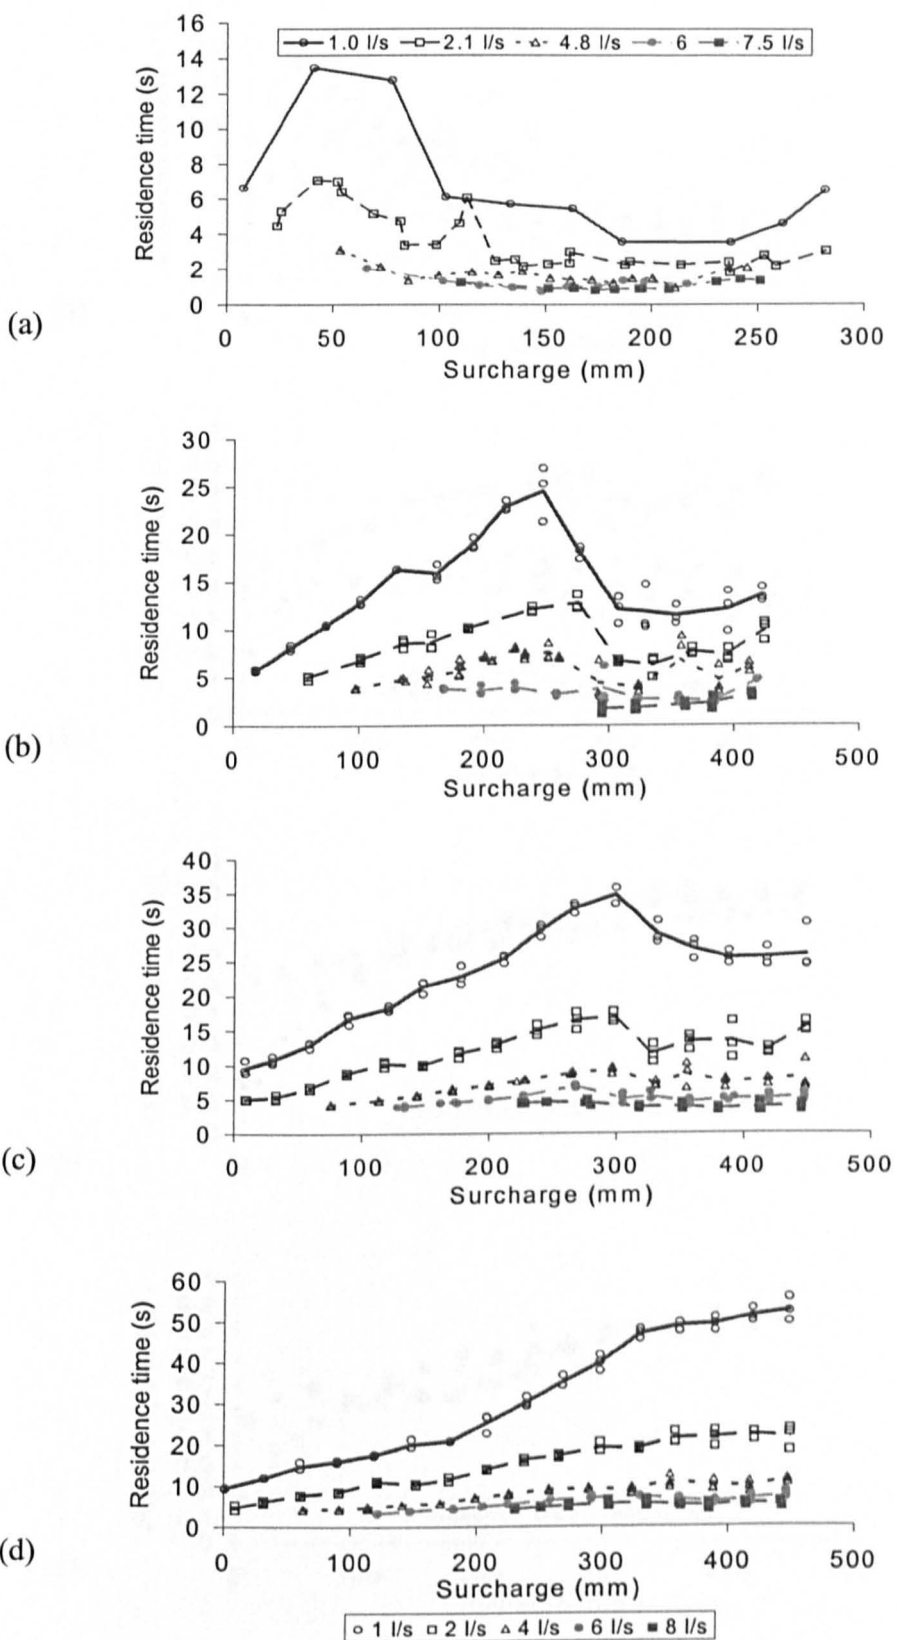 16
14
12
10
8
6
4
2
0
Residence time (s)
1.0 l/s 2.1 l/s 4.8 l/s 6 7.5 l/s
0 50 100 150 200 250 300
Surcharge (mm)
(a)
30
25
20
15
10
5
0
Residence time (s)
0 100 200 300 400 500
Surcharge (mm)
(b)
40
35
30
25
20
15
10
5
0
Residence time (s)
0 100 200 300 400 500
Surcharge (mm)
(c)
60
50
40
30
20
10
0
Residence time (s)
0 100 200 300 400 500
Surcharge (mm)
(d)
1 l/s 2 l/s 4 l/s 6 l/s 8 l/s